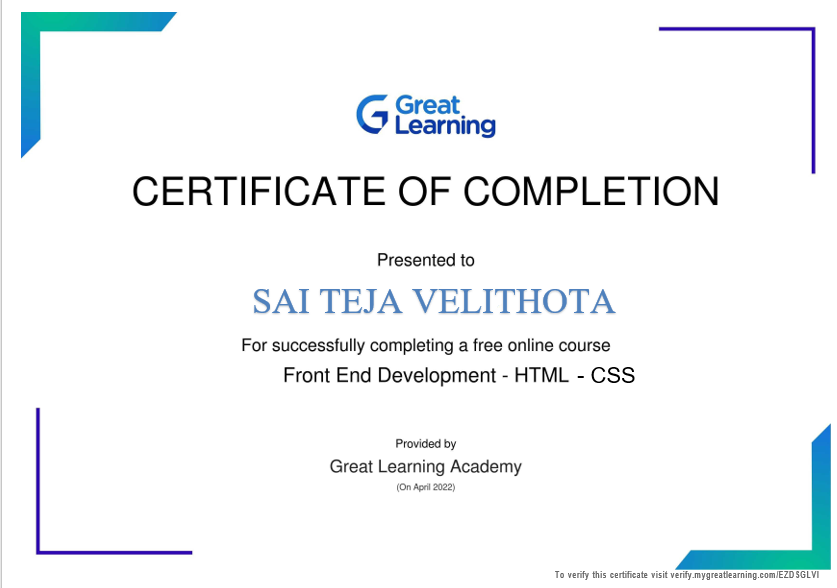 Great
Learning
CERTIFICATE OF COMPLETION
Presented to
SAI TEJA VELITHOTA
For successfully completing a free online course
Front End Development - HTML - CSS
Provided by
Great Learning Academy
(On April 2022)
To verify this certificate visit verify.mygreatlearning.com/EZDSGLVI